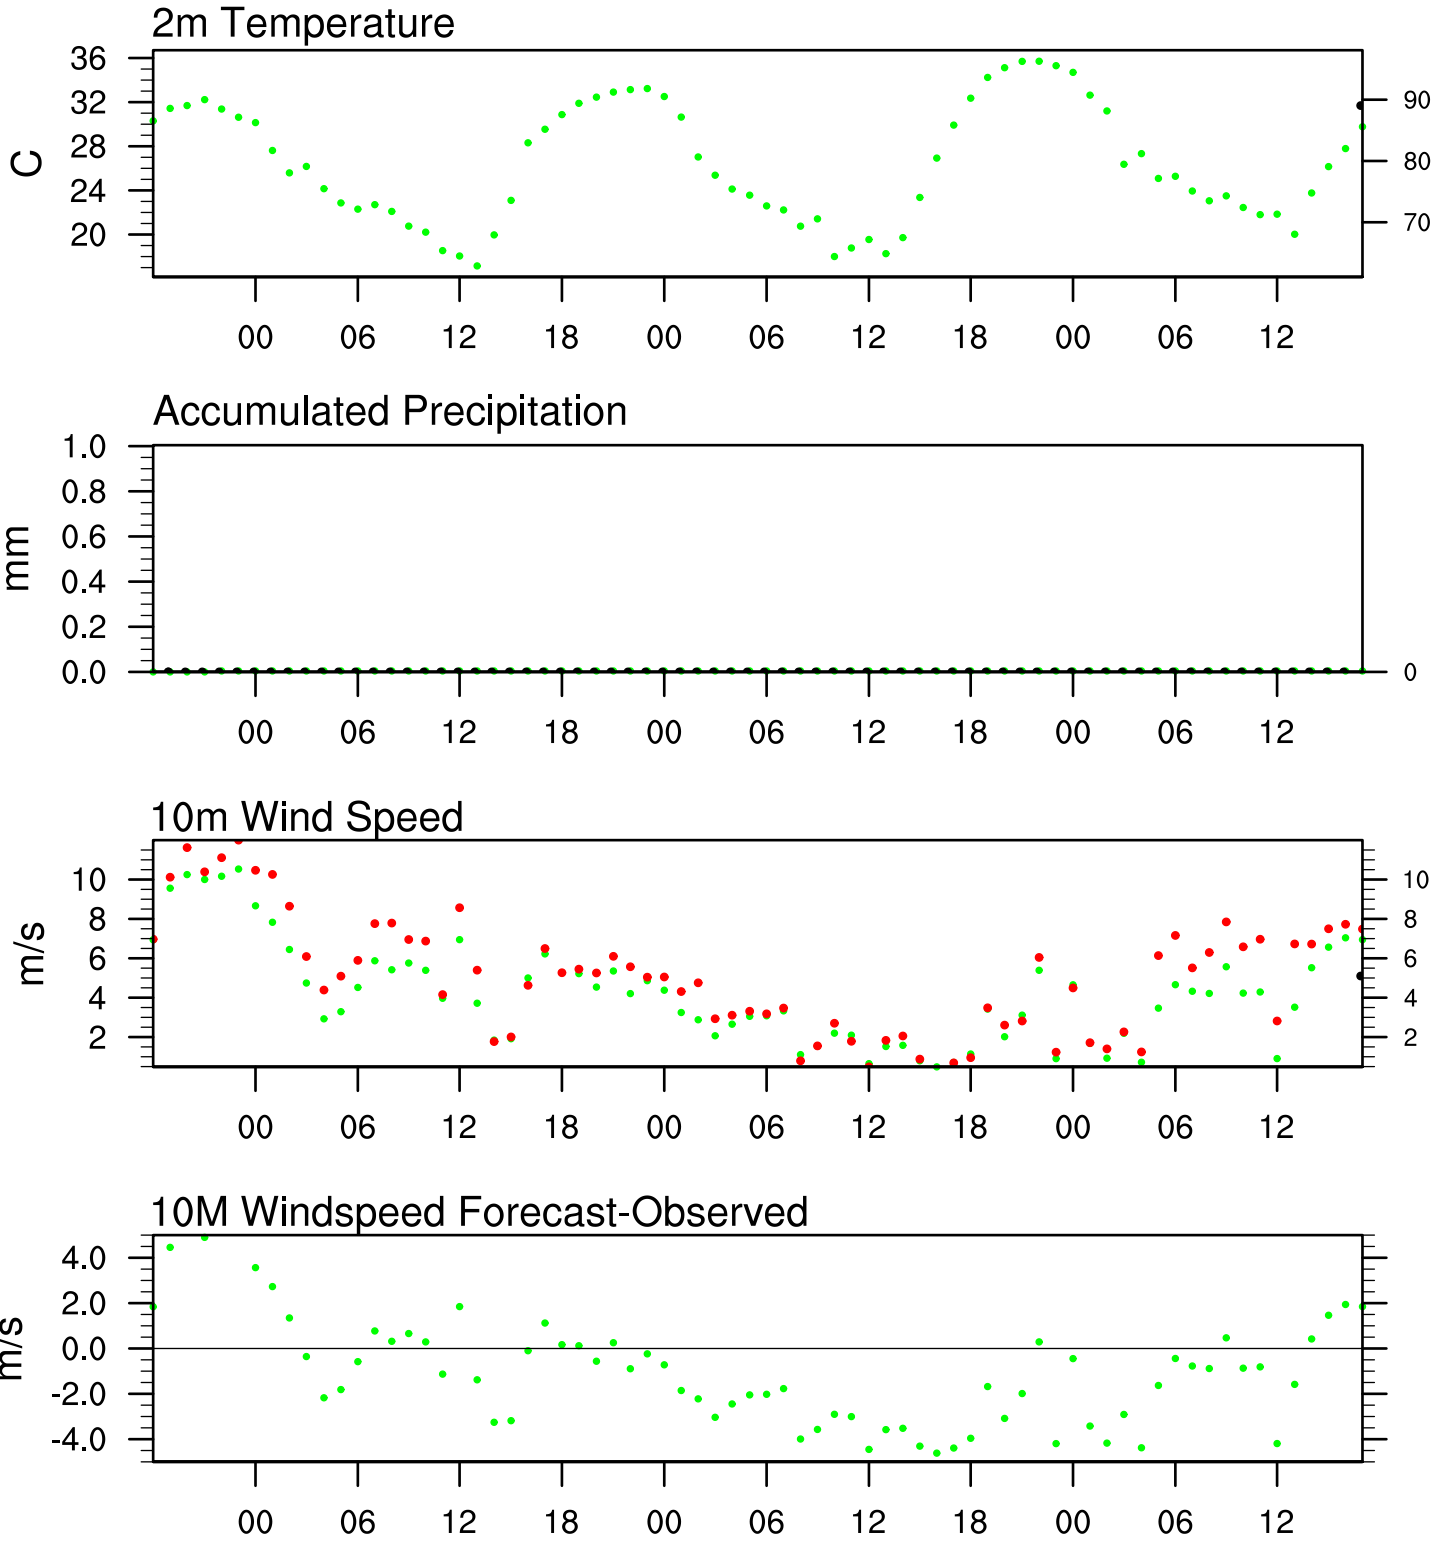 2m Temperature
36
32
28
24
20
C
90
80
70
00 06 12 18 00 06 12 18 00 06 12
Accumulated Precipitation
1.0
0.8
0.6
0.4
0.2
0.0
mm
0
00 06 12 18 00 06 12 18 00 06 12
10m Wind Speed
10
8
6
4
2
m/s
10
8
6
4
2
00 06 12 18 00 06 12 18 00 06 12
10M Windspeed Forecast-Observed
4.0
2.0
0.0
-2.0
-4.0
m/s
00 06 12 18 00 06 12 18 00 06 12